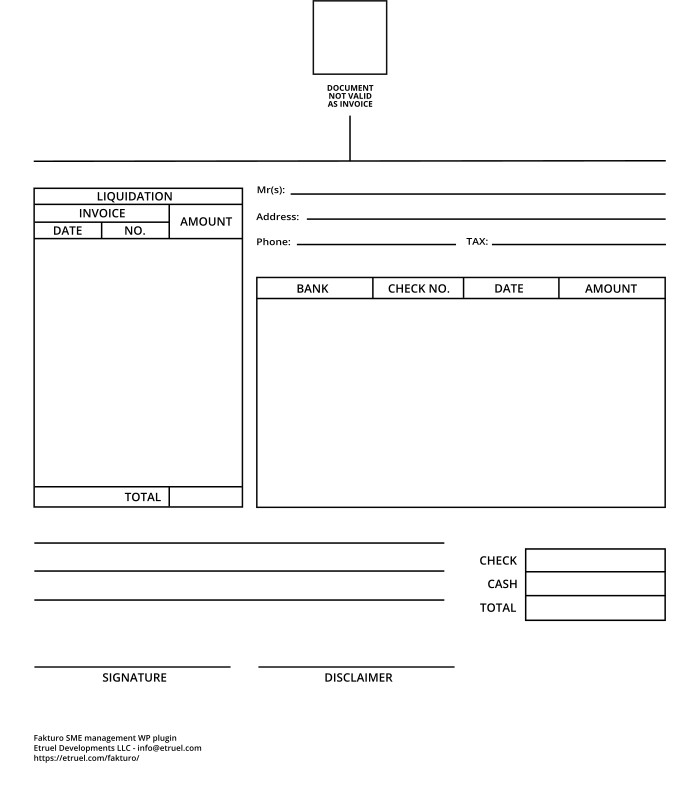 DOCUMENT
NOT VALID
AS INVOICE
LIQUIDATION
INVOICE
AMOUNT
DATE NO.
TOTAL
Mr(s):
Address:
Phone: TAX:
BANK CHECK NO. DATE AMOUNT
CHECK
CASH
TOTAL
SIGNATURE DISCLAIMER
Fakturo SME management WP plugin
Etruel Developments LLC - info@etruel.com
https://etruel.com/fakturo/